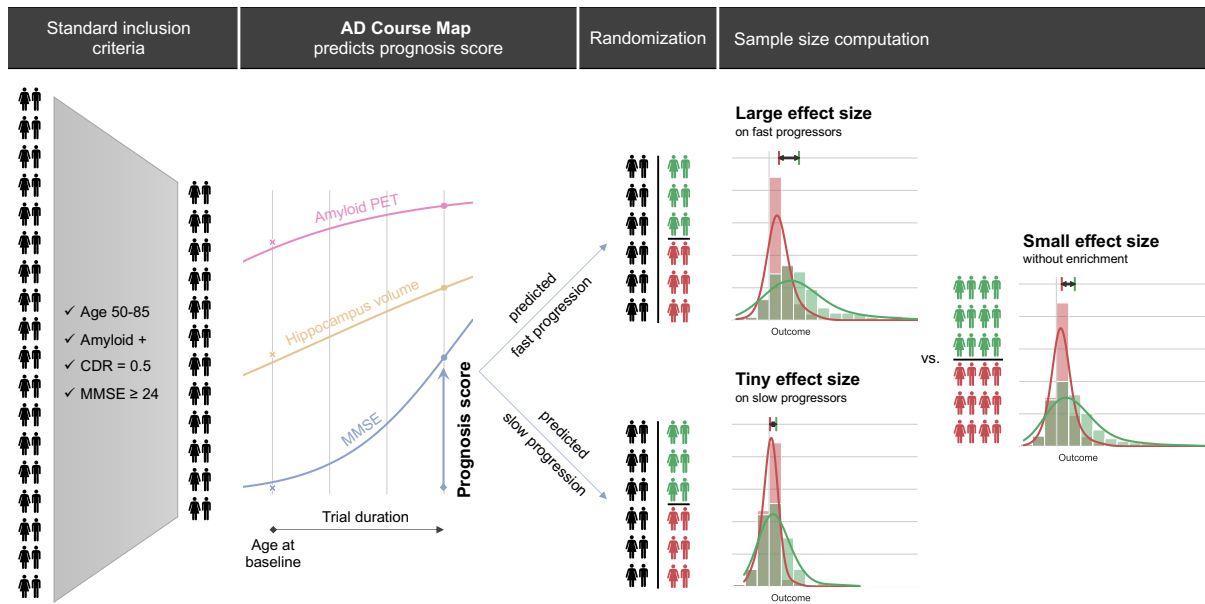 Standard inclusion
criteria
AD Course Map
predicts prognosis score
Randomization
Sample size computation
✓ Age 50-85
✓ Amyloid +
✓ CDR = 0.5
✓ MMSE ≥ 24
Amyloid PET
Hippocampus volume
MMSE
Prognosis score
Trial duration
Age at
baseline
predicted
fast progression
predicted
slow progression
Large effect size
on fast progressors
Outcome
Tiny effect size
on slow progressors
Outcome
vs.
Small effect size
without enrichment
Outcome